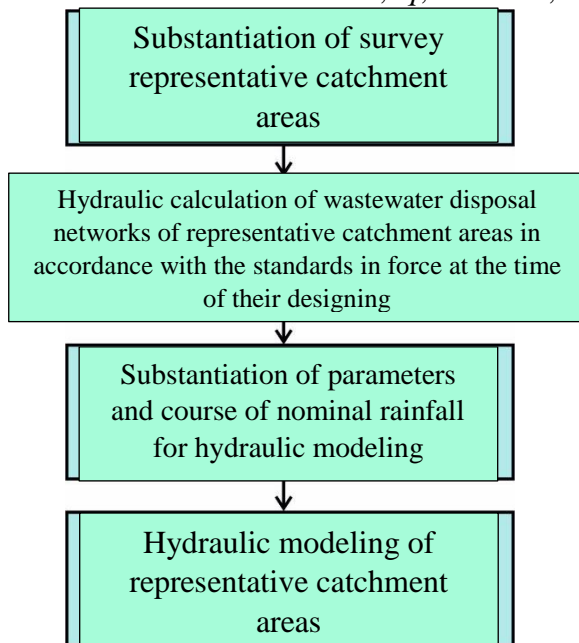 Substantiation of survey
representative catchment
areas
Hydraulic calculation of wastewater disposal
networks of representative catchment areas in
accordance with the standards in force at the time
of their designing
Substantiation of parameters
and course of nominal rainfall
for hydraulic modeling
Hydraulic modeling of
representative catchment
areas